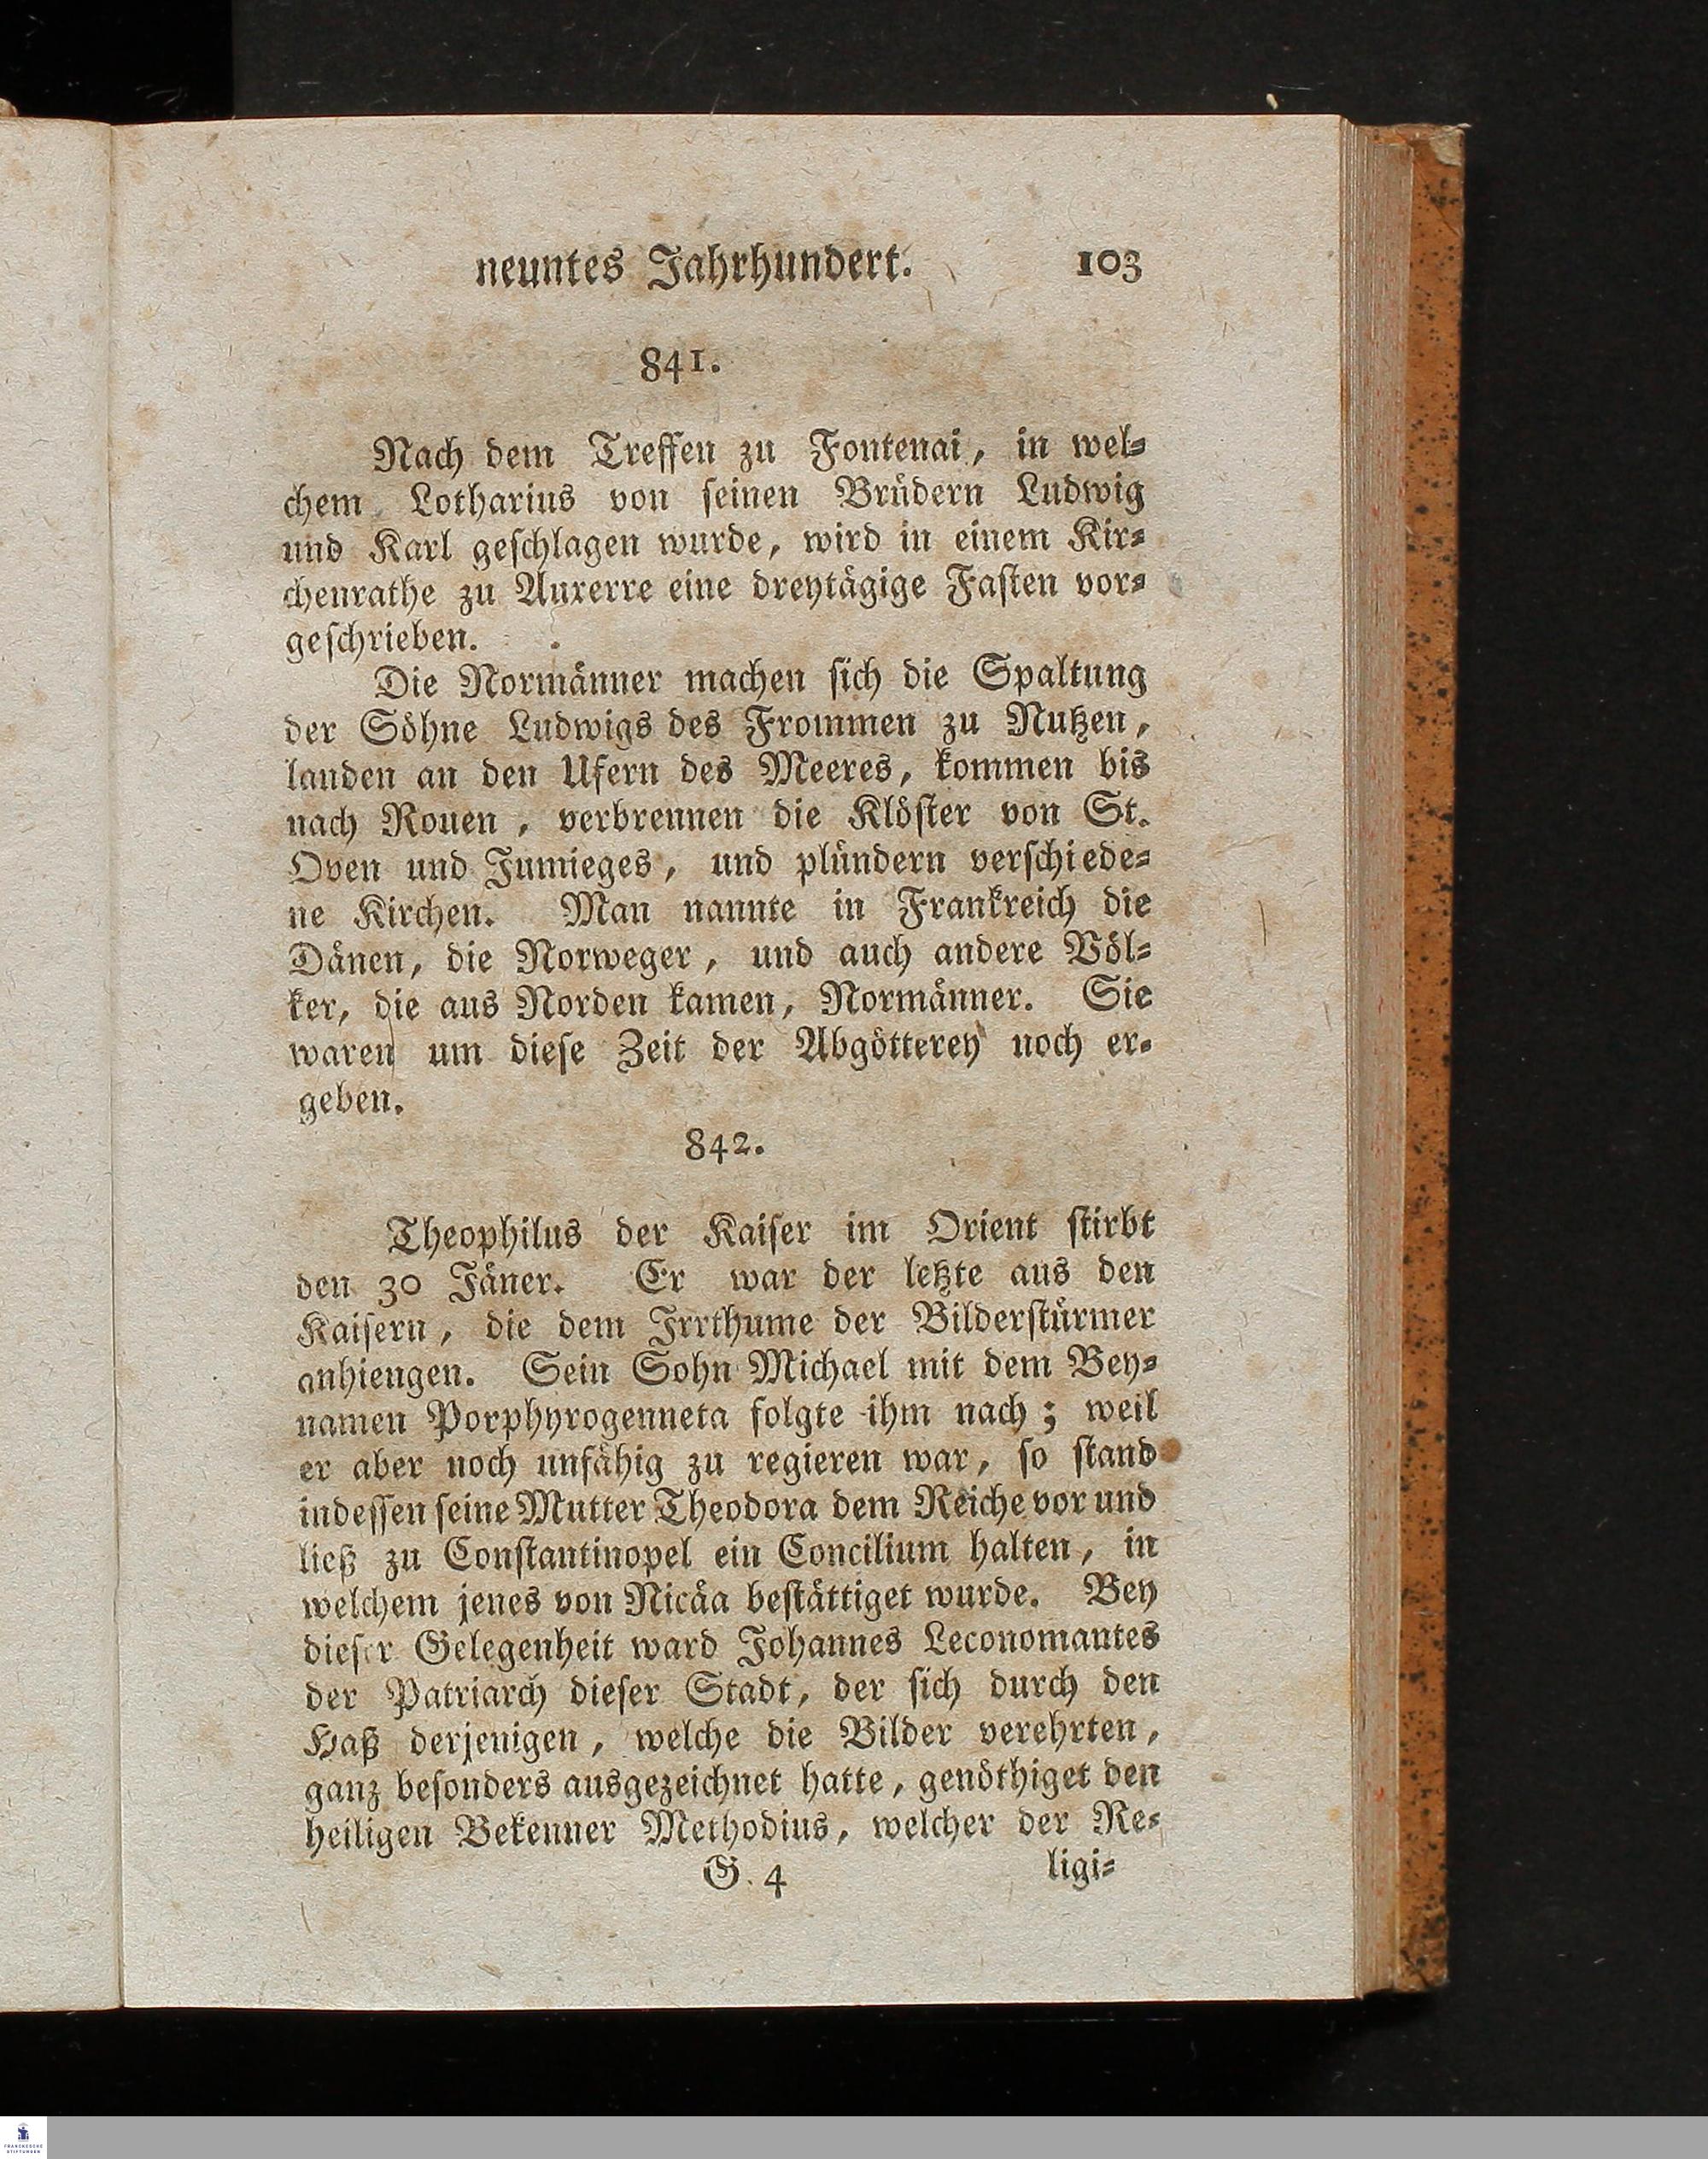 neuntes Jahrhundert. 103
841.
Nach dem Treffen zu Fontenai, in wel-
chem Lotharius von seinen Brüdern Ludwig
und Karl geschlagen wurde, wird in einem Kir-
chenrathe zu Auxerre eine dreytägige Fasten vor-
geschrieben.
Die Normänner machen sich die Spaltung
der Söhne Ludwigs des Frommen zu Nutzen,
landen an den Ufern des Meeres, kommen bis
nach Rouen, verbrennen die Klöster von St.
Oven und Jumieges, und plündern verschiede-
ne Kirchen. Man nannte in Frankreich die
Dänen, die Norweger, und auch andere Völ-
ker, die aus Norden kamen, Normänner. Sie
waren um diese Zeit der Abgötterey noch er-
geben.
842.
Theophilus der Kaiser im Orient stirbt
den 30 Jäner. Er war der letzte aus den
Kaisern, die dem Irrthume der Bilderstürmer
anhiengen. Sein Sohn Michael mit dem Bey-
namen Porphyrogenneta folgte ihm nach; weil
er aber noch unfähig zu regieren war, so stand
indessen seine Mutter Theodora dem Reiche vor und
ließ zu Constantinopel ein Concilium halten, in
welchem jenes von Nicäa bestättiget wurde. Bey
dieser Gelegenheit ward Johannes Leconomantes
der Patriarch dieser Stadt, der sich durch den
Haß derjenigen, welche die Bilder verehrten,
ganz besonders ausgezeichnet hatte, genöthiget den
heiligen Bekenner Methodius, welcher der Re-
G 4 ligi-
FRANCKESCHE
STIFTUNGEN